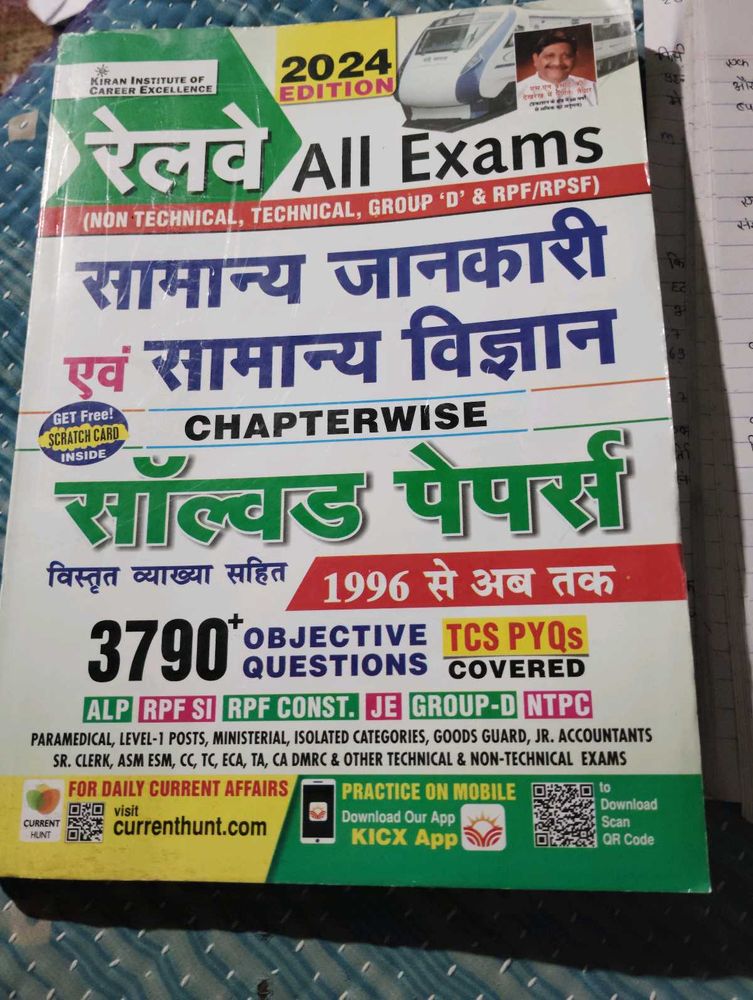 KIRAN INSTITUTE OF
CAREER EXCELLENCE
2024
EDITION
रेलवे All Exams
(NON TECHNICAL, TECHNICAL, GROUP 'D' & RPF/RPSF)
सामान्य जानकारी
एवं सामान्य विज्ञान
GET Free!
SCRATCH CARD
INSIDE
CHAPTERWISE
सॉल्वड पेपर्स
विस्तृत व्याख्या सहित
1996 से अब तक
3790+ OBJECTIVE
QUESTIONS
TCS PYQs
COVERED
ALP RPF SI RPF CONST. JE GROUP-D NTPC
PARAMEDICAL, LEVEL-1 POSTS, MINISTERIAL, ISOLATED CATEGORIES, GOODS GUARD, JR. ACCOUNTANTS
SR. CLERK, ASM ESM, CC, TC, ECA, TA, CA DMRC & OTHER TECHNICAL & NON-TECHNICAL EXAMS
CURRENT
HUNT
FOR DAILY CURRENT AFFAIRS
visit
currenthunt.com
PRACTICE ON MOBILE
Download Our App
KICX App
to
Download
Scan
QR Code